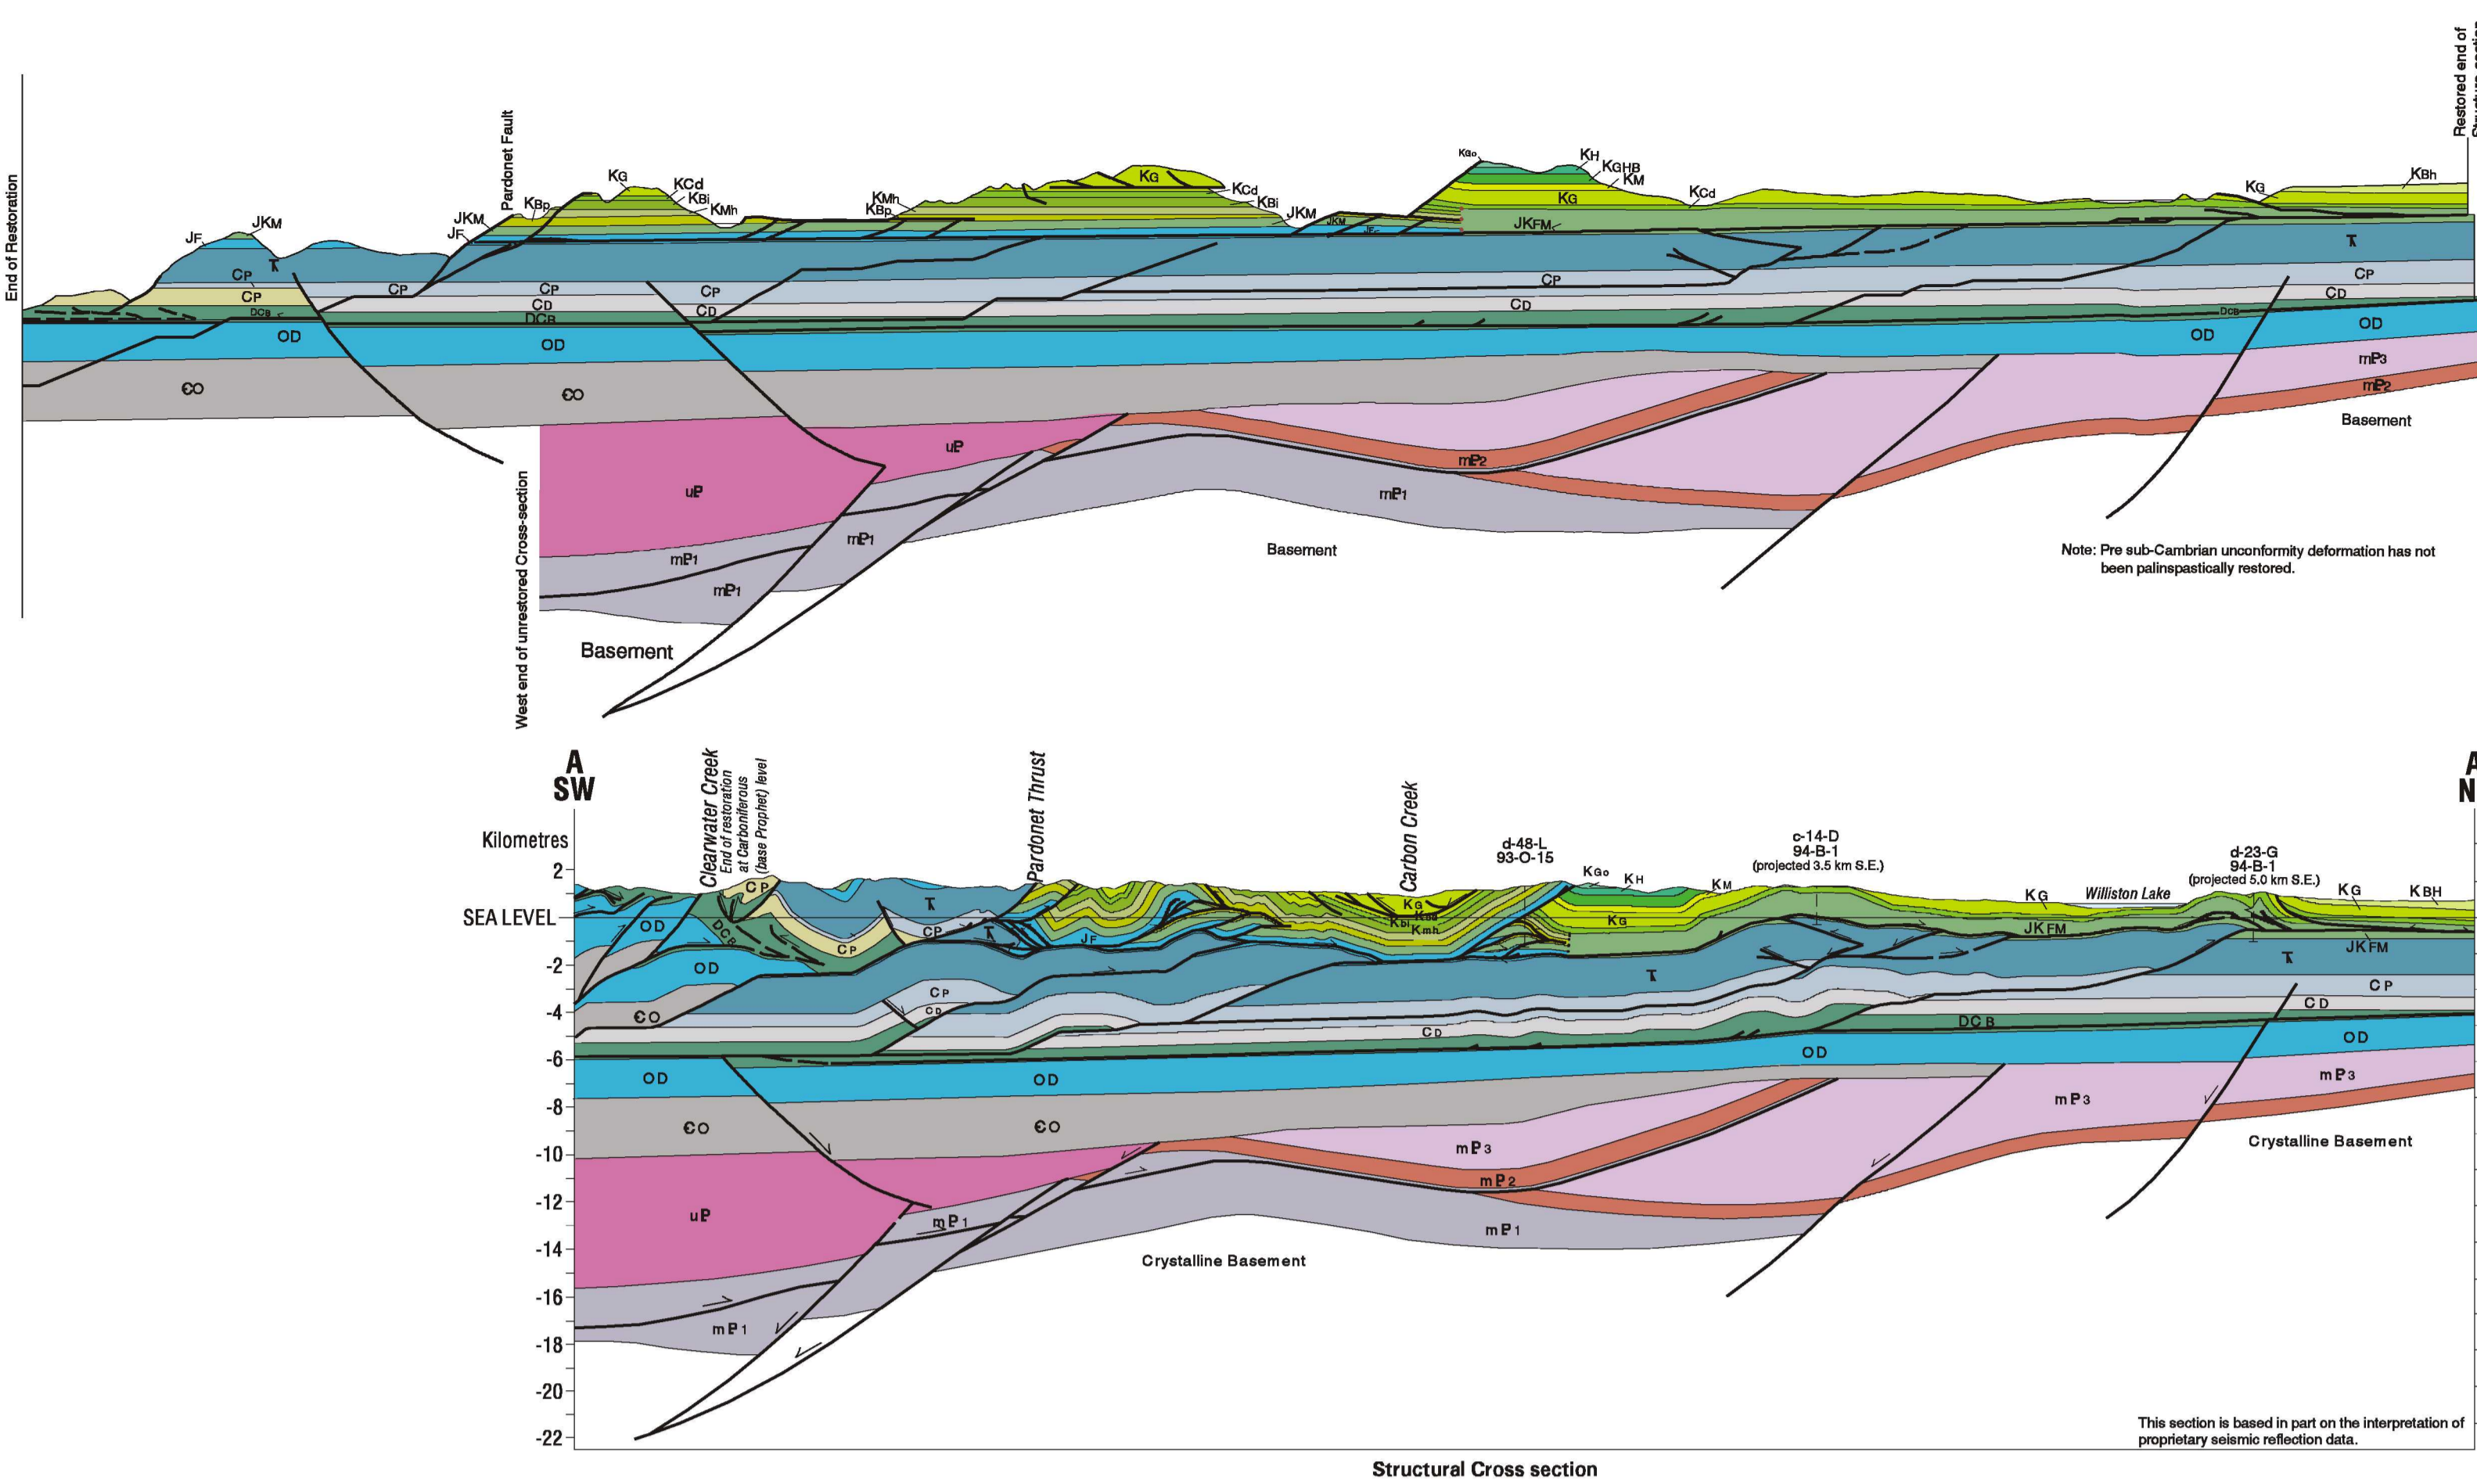 End of Restoration
Pardonet Fault
Restored end of
JF
JKM
Ѣ
CP
CP
CP
DCB
OD
ЄO
JKM
JF
KBp
KG
KCd
KBi
KMh
CP
CD
DCB
OD
ЄO
CP
CD
KMh
KBp
KG
KCd
KBi
JKM
JKM
JF
KGo
KH
KGHB
KM
KG
KCd
JKFM
CP
CD
KG
KBh
CP
CD
DCB
OD
OD
mP3
mP2
Basement
uP
uP
mP1
mP1
mP1
mP2
mP1
Basement
Basement
West end of unrestored Cross-section
Note: Pre sub-Cambrian unconformity deformation has not
been palinspastically restored.
A
SW
Clearwater Creek
End of restoration
at Carboniferous
(base Prophet) level
Pardonet Thrust
Carbon Creek
d-48-L
93-O-15
c-14-D
94-B-1
(projected 3.5 km S.E.)
d-23-G
94-B-1
(projected 5.0 km S.E.)
A
N
Kilometres
2
SEA LEVEL
-2
-4
-6
-8
-10
-12
-14
-16
-18
-20
-22
CP
KGo
KH
KM
KG
Williston Lake
KG
KBH
OD
DCB
CP
CP
JF
KG
Kbi
Kmh
KG
JKFM
JKFM
OD
CP
CD
CP
CD
ЄO
CD
DCB
OD
OD
OD
OD
ЄO
ЄO
mP3
mP3
mP3
mP2
uP
mP1
mP1
mP1
Crystalline Basement
Crystalline Basement
This section is based in part on the interpretation of
proprietary seismic reflection data.
Structural Cross section